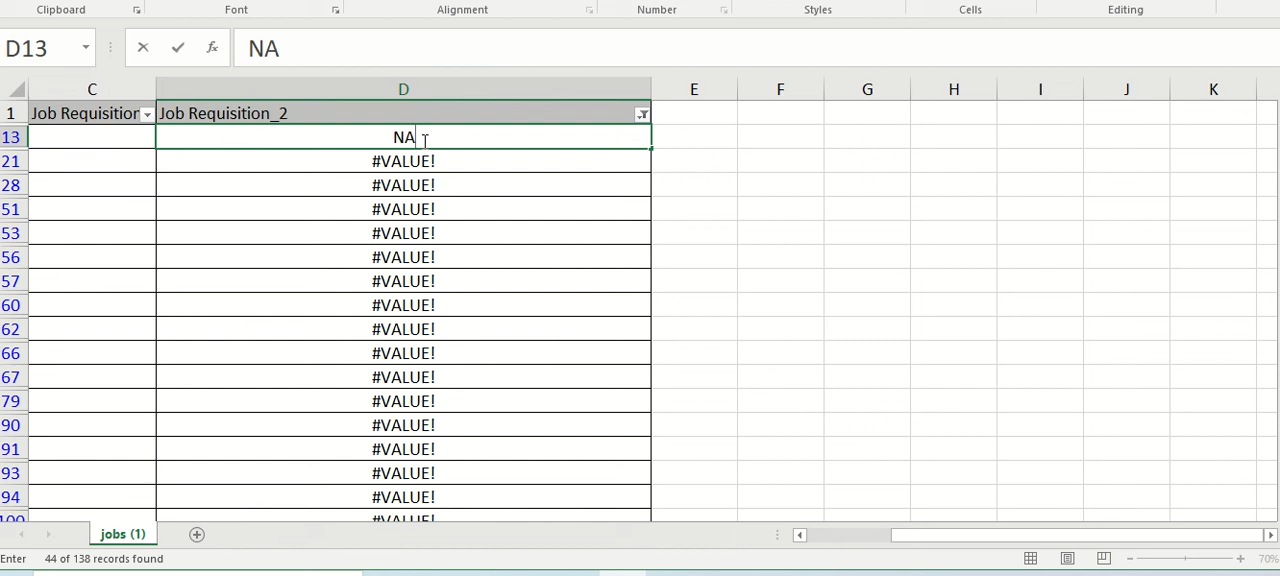 Clipboard Font Alignment Number Styles Cells Editing
D13 fx NA
C D E F G H I J K
1 Job Requisition Job Requisition_2
13 NA
21 #VALUE!
28 #VALUE!
51 #VALUE!
53 #VALUE!
56 #VALUE!
57 #VALUE!
60 #VALUE!
62 #VALUE!
66 #VALUE!
67 #VALUE!
79 #VALUE!
90 #VALUE!
91 #VALUE!
93 #VALUE!
94 #VALUE!
100 #VALUE!
jobs (1)
Enter 44 of 138 records found 70%